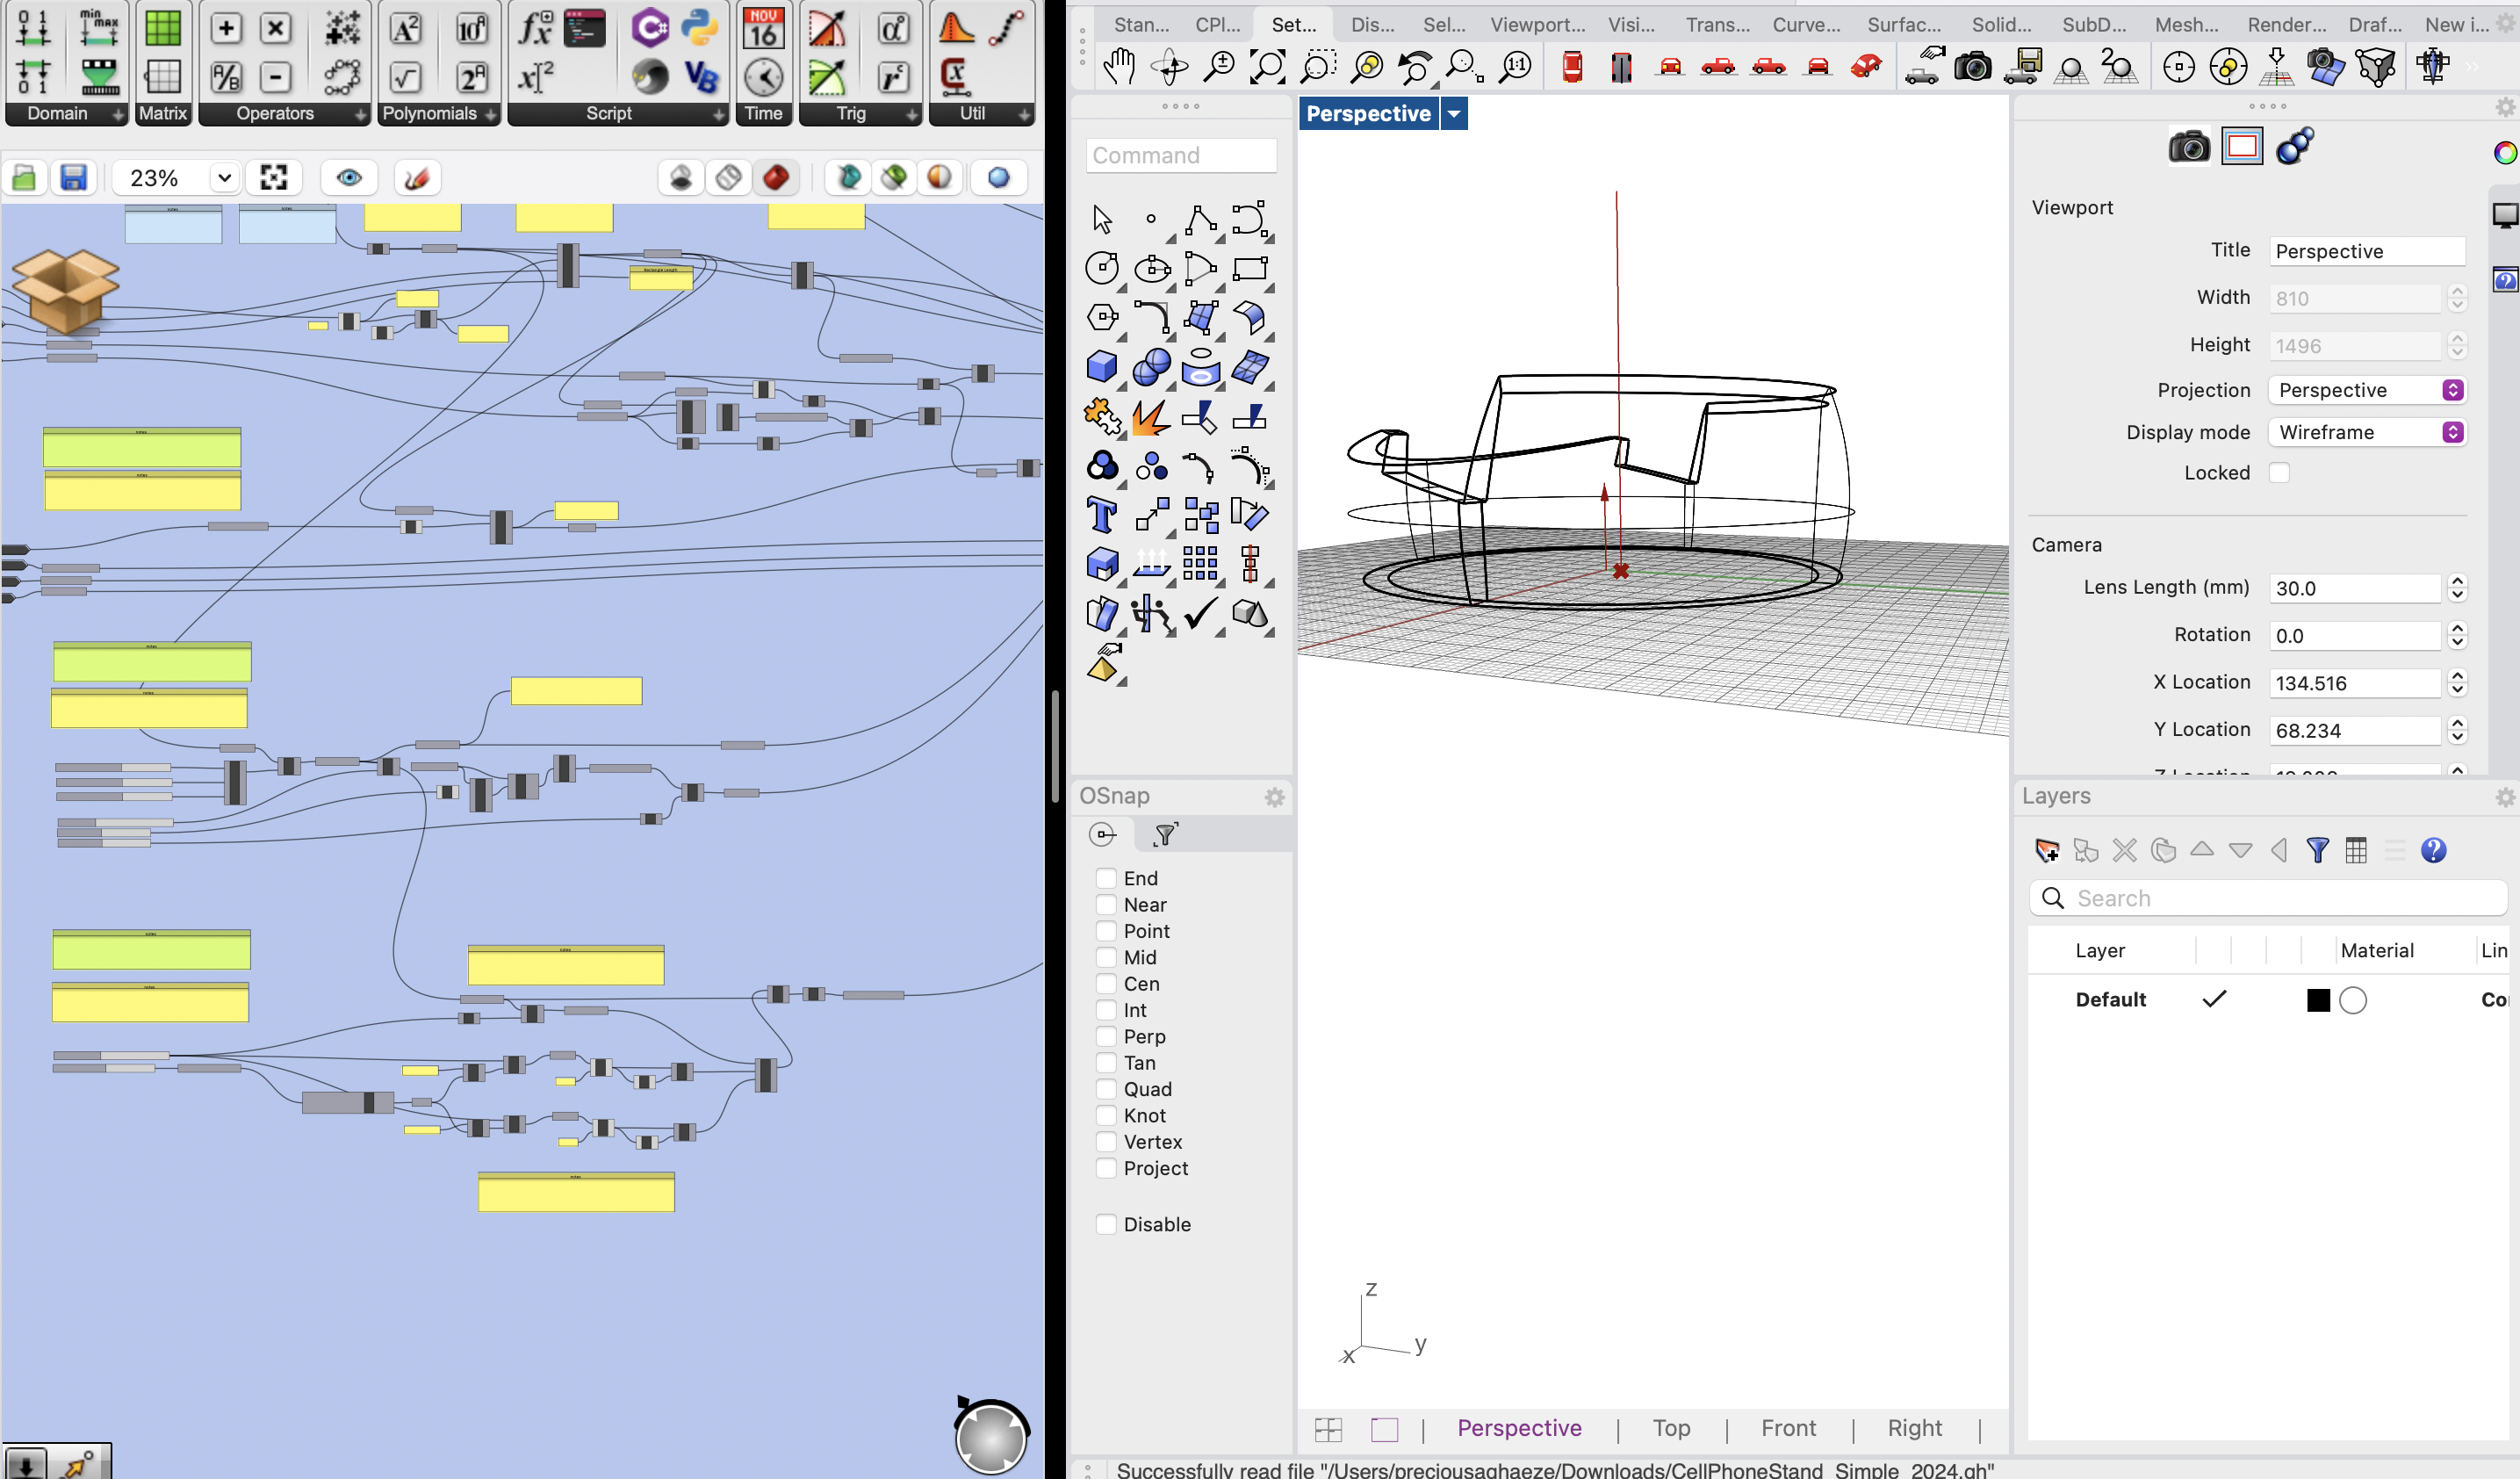 Domain
Matrix
Operators
Polynomials
Script
Time
Trig
Util
NOV
16
23%
Rectangle Length
Stan...
CPl...
Set...
Dis...
Sel...
Viewport...
Visi...
Trans...
Curve...
Surfac...
Solid...
SubD...
Mesh...
Render...
Draf...
New i...
Command
Perspective
z
y
x
Perspective
Top
Front
Right
OSnap
End
Near
Point
Mid
Cen
Int
Perp
Tan
Quad
Knot
Vertex
Project
Disable
Viewport
Title Perspective
Width 810
Height 1496
Projection Perspective
Display mode Wireframe
Locked
Camera
Lens Length (mm) 30.0
Rotation 0.0
X Location 134.516
Y Location 68.234
Layers
Search
Layer Material Lin
Default
Successfully read file "/Users/preciousaghaeze/Downloads/CellPhoneStand_Simple_2024.gh"